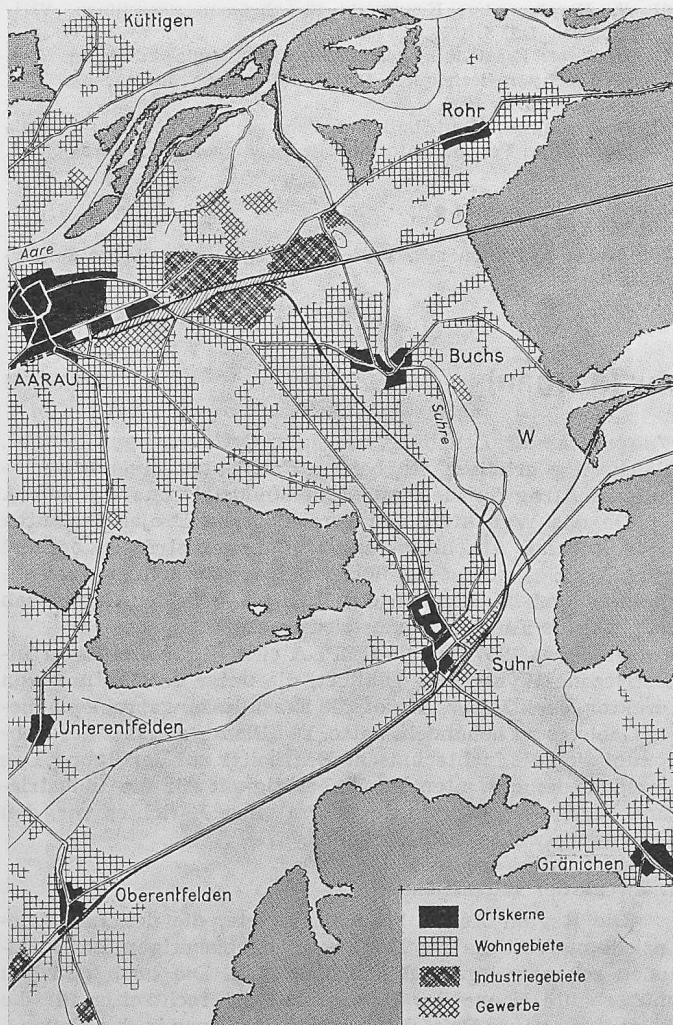 Küttigen
Rohr
Aare
AARAU
Buchs
Suhre
W
Suhr
Unterentfelden
Gränichen
Oberentfelden
Ortskerne
Wohngebiete
Industriegebiete
Gewerbe